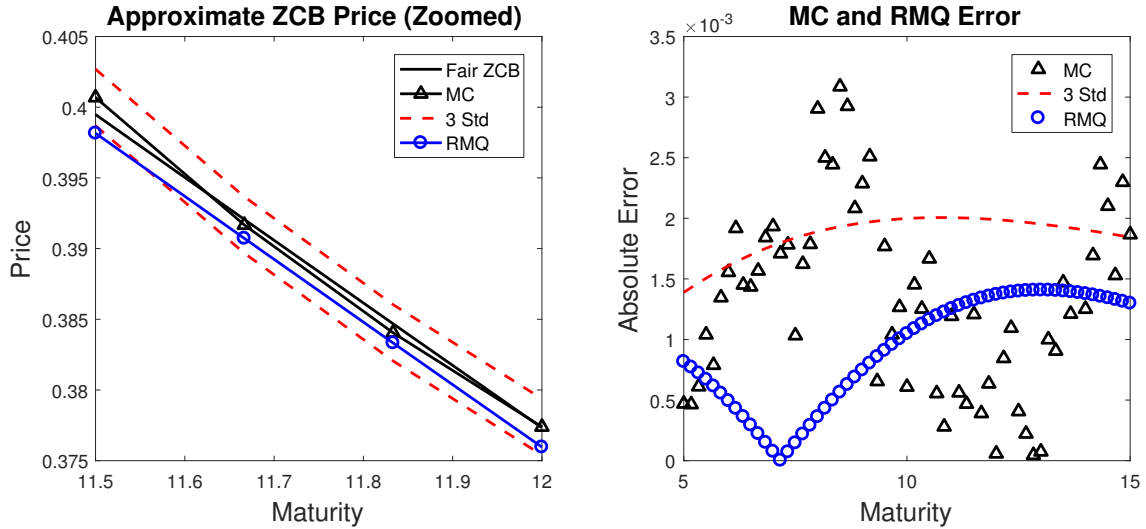 Approximate ZCB Price (Zoomed)
0.405
0.4
0.395
0.39
0.385
0.38
0.375
Price
11.5
11.6
11.7
11.8
11.9
12
Maturity
Fair ZCB
MC
3 Std
RMQ
MC and RMQ Error
×10⁻³
3.5
3
2.5
2
1.5
1
0.5
0
Absolute Error
5
10
15
Maturity
MC
3 Std
RMQ